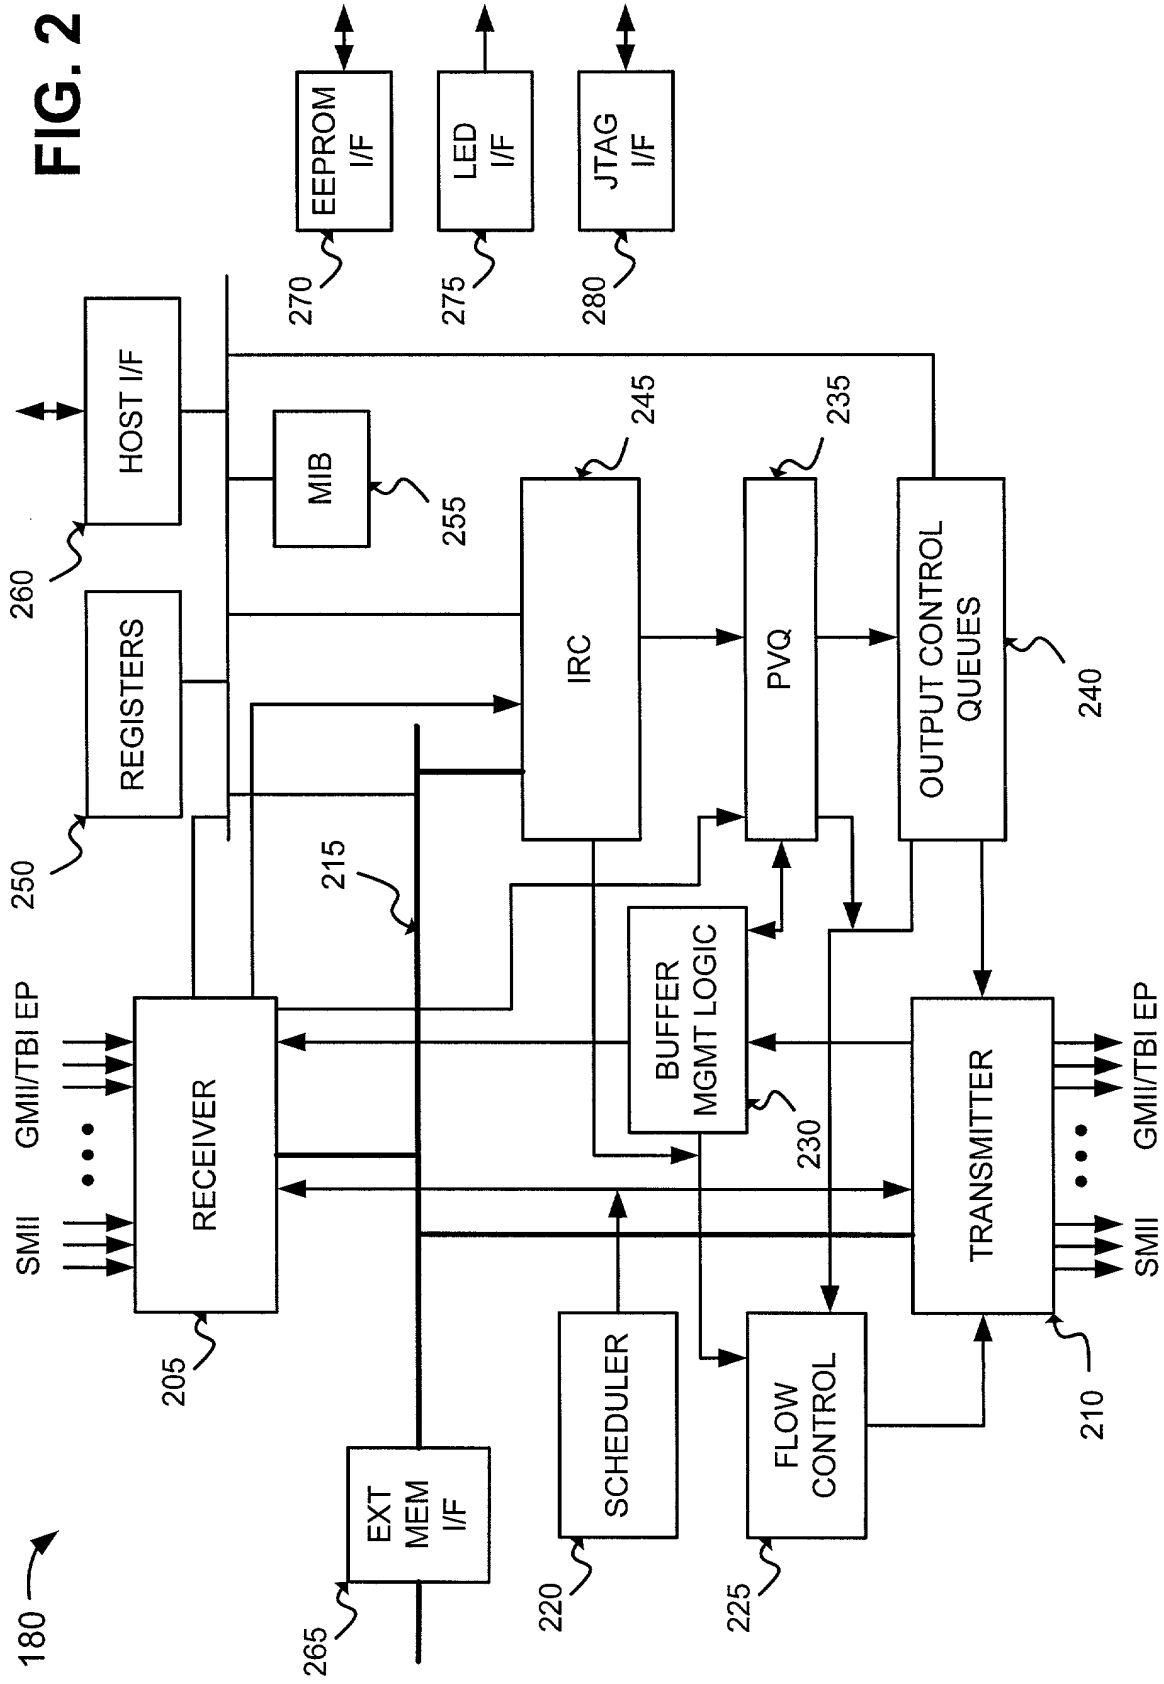 FIG. 2
180
265
EXT
MEM
I/F
205
RECEIVER
SMII
GMII/TBI EP
250
REGISTERS
260
HOST I/F
MIB
255
215
270
EEPROM
I/F
275
LED
I/F
280
JTAG
I/F
220
SCHEDULER
225
FLOW
CONTROL
BUFFER
MGMT LOGIC
230
IRC
245
PVQ
235
OUTPUT CONTROL
QUEUES
240
TRANSMITTER
210
SMII
GMII/TBI EP